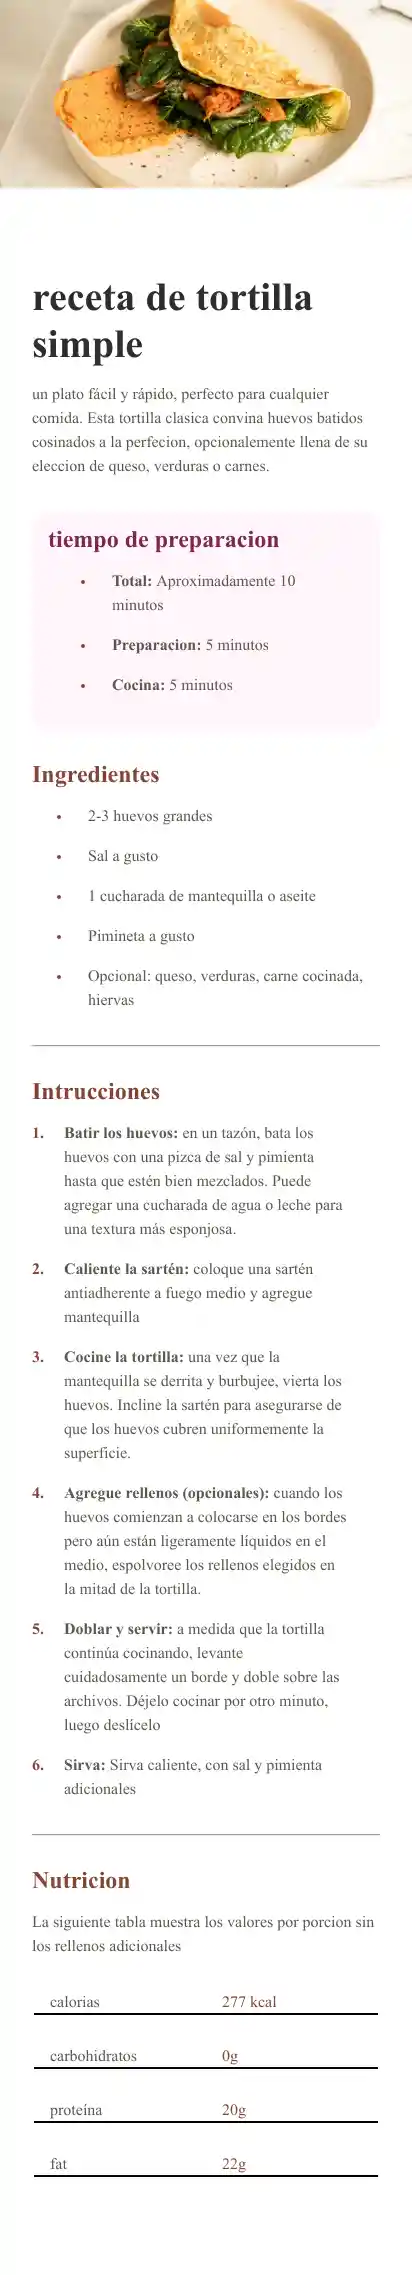 receta de tortilla
simple
un plato fácil y rápido, perfecto para cualquier
comida. Esta tortilla clasica convina huevos batidos
cosinados a la perfecion, opcionalemente llena de su
eleccion de queso, verduras o carnes.
tiempo de preparacion
• Total: Aproximadamente 10
minutos
• Preparacion: 5 minutos
• Cocina: 5 minutos
Ingredientes
• 2-3 huevos grandes
• Sal a gusto
• 1 cucharada de mantequilla o aseite
• Pimineta a gusto
• Opcional: queso, verduras, carne cocinada,
hiervas
Intrucciones
1. Batir los huevos: en un tazón, bata los
huevos con una pizca de sal y pimienta
hasta que estén bien mezclados. Puede
agregar una cucharada de agua o leche para
una textura más esponjosa.
2. Caliente la sartén: coloque una sartén
antiadherente a fuego medio y agregue
mantequilla
3. Cocine la tortilla: una vez que la
mantequilla se derrita y burbujee, vierta los
huevos. Incline la sartén para asegurarse de
que los huevos cubren uniformemente la
superficie.
4. Agregue rellenos (opcionales): cuando los
huevos comienzan a colocarse en los bordes
pero aún están ligeramente líquidos en el
medio, espolvoree los rellenos elegidos en
la mitad de la tortilla.
5. Doblar y servir: a medida que la tortilla
continúa cocinando, levante
cuidadosamente un borde y doble sobre las
archivos. Déjelo cocinar por otro minuto,
luego deslícelo
6. Sirva: Sirva caliente, con sal y pimienta
adicionales
Nutricion
La siguiente tabla muestra los valores por porcion sin
los rellenos adicionales
calorias 277 kcal
carbohidratos 0g
proteína 20g
fat 22g